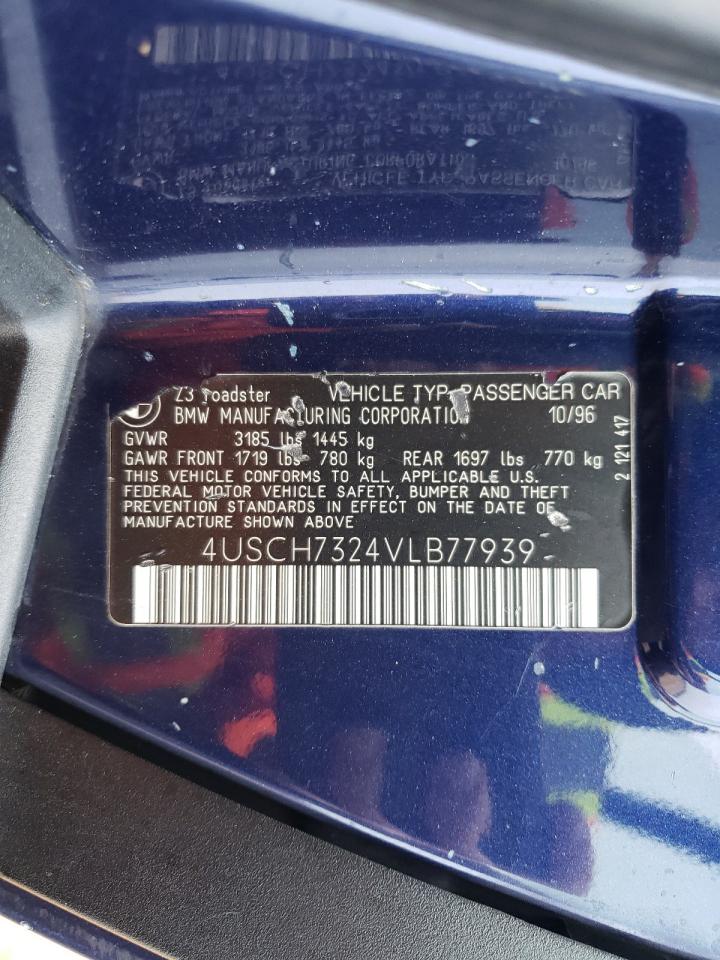 Z3 roadster VEHICLE TYP. PASSENGER CAR
BMW MANUFACTURING CORPORATION 10/96
GVWR 3185 lbs 1445 kg
GAWR FRONT 1719 lbs 780 kg REAR 1697 lbs 770 kg
THIS VEHICLE CONFORMS TO ALL APPLICABLE U.S.
FEDERAL MOTOR VEHICLE SAFETY, BUMPER AND THEFT
PREVENTION STANDARDS IN EFFECT ON THE DATE OF
MANUFACTURE SHOWN ABOVE
2 121 417
4USCH7324VLB77939